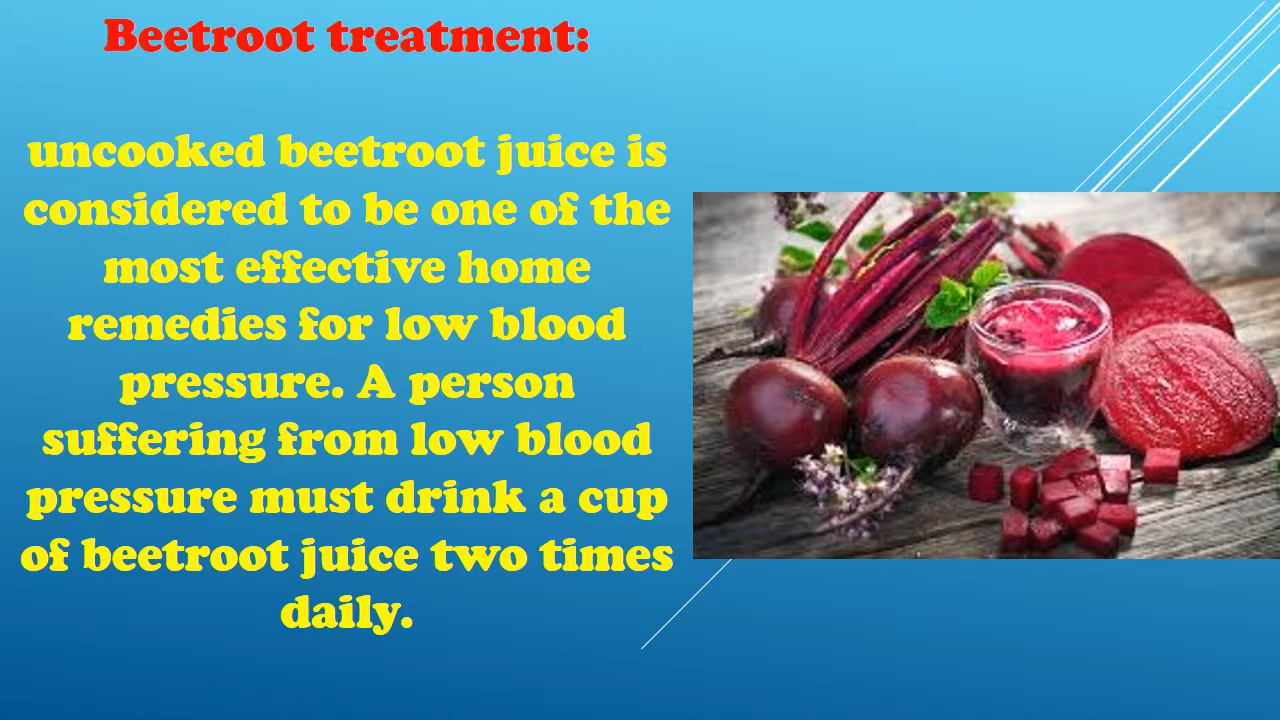 Beetroot treatment:
uncooked beetroot juice is
considered to be one of the
most effective home
remedies for low blood
pressure. A person
suffering from low blood
pressure must drink a cup
of beetroot juice two times
daily.